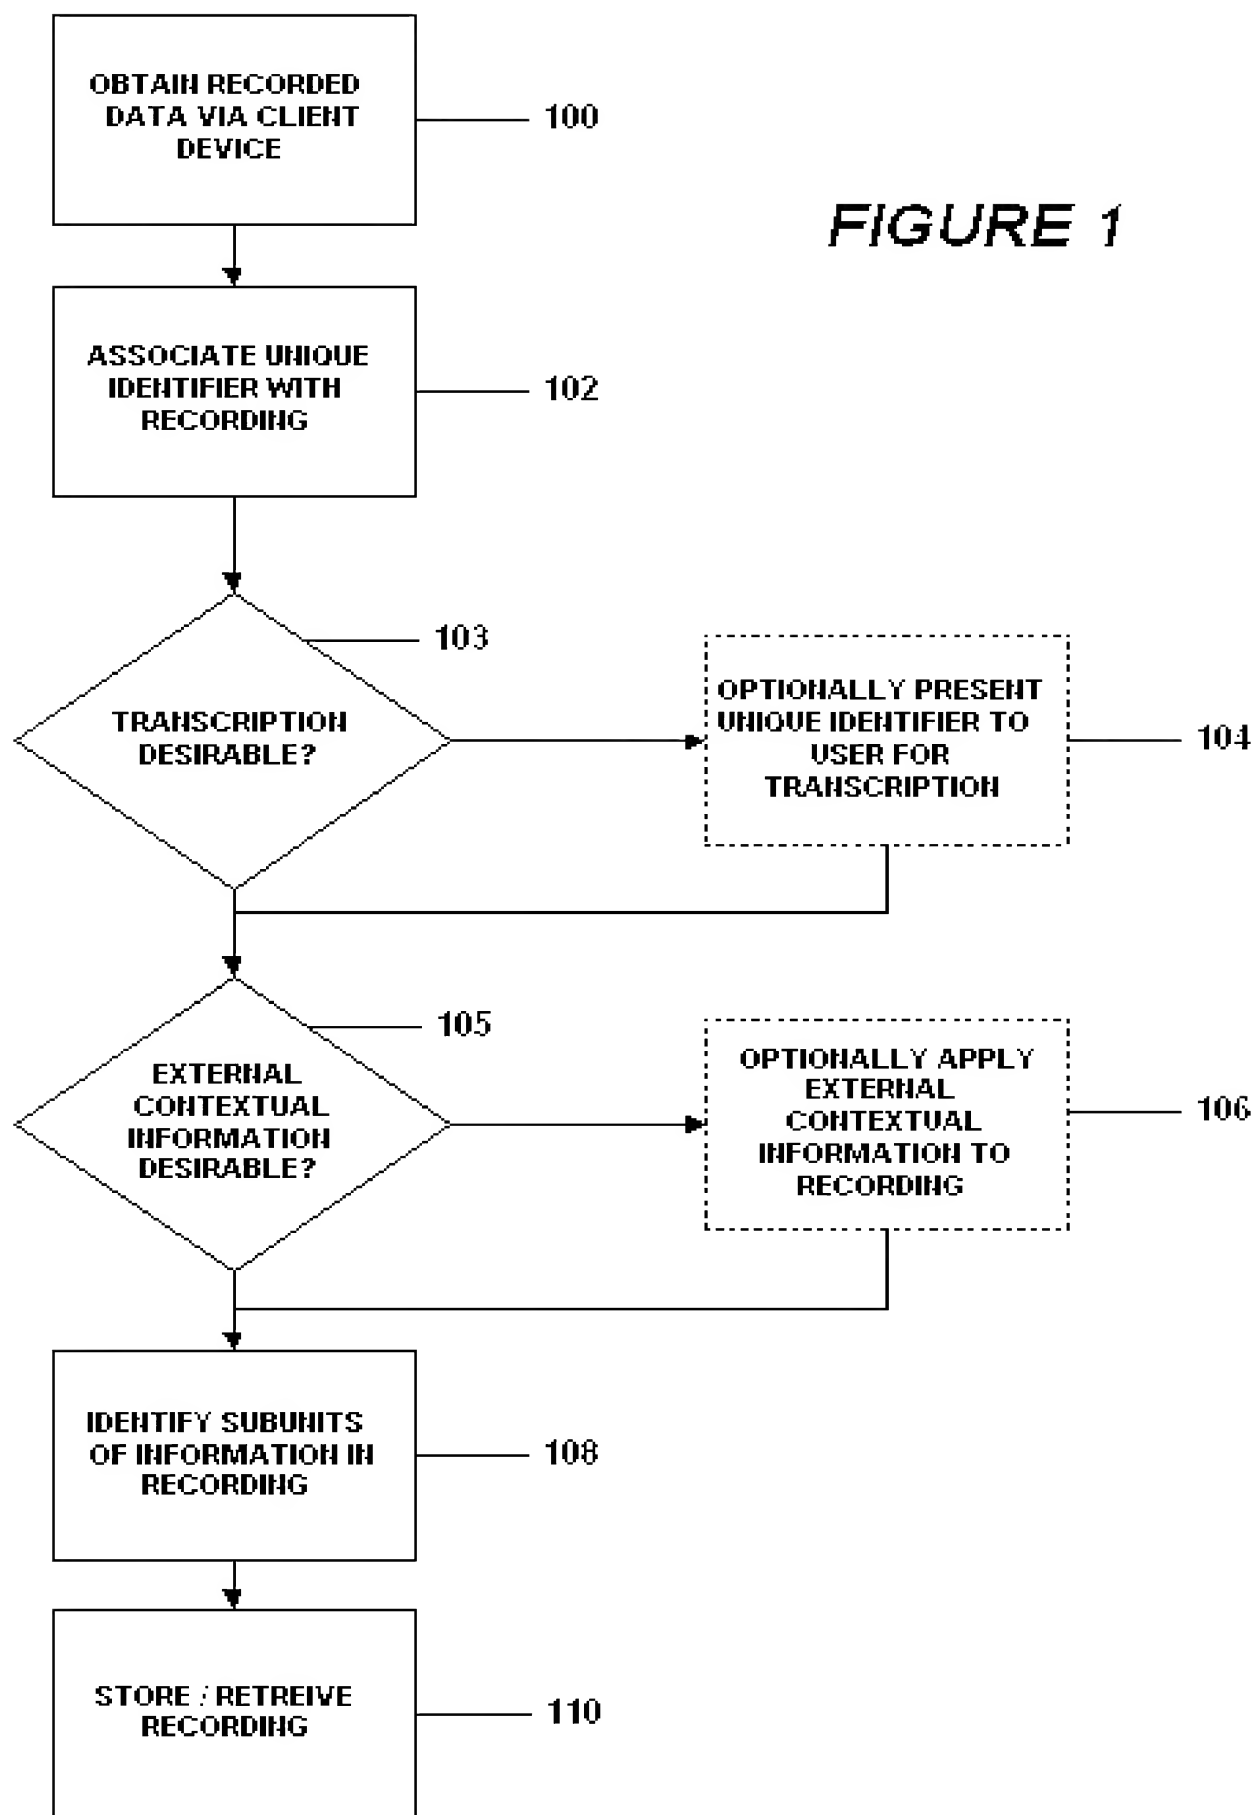 OBTAIN RECORDED
DATA VIA CLIENT
DEVICE
100
FIGURE 1
ASSOCIATE UNIQUE
IDENTIFIER WITH
RECORDING
102
103
TRANSCRIPTION
DESIRABLE?
OPTIONALLY PRESENT
UNIQUE IDENTIFIER TO
USER FOR
TRANSCRIPTION
104
105
EXTERNAL
CONTEXTUAL
INFORMATION
DESIRABLE?
OPTIONALLY APPLY
EXTERNAL
CONTEXTUAL
INFORMATION TO
RECORDING
106
IDENTIFY SUBUNITS
OF INFORMATION IN
RECORDING
108
STORE / RETREIVE
RECORDING
110